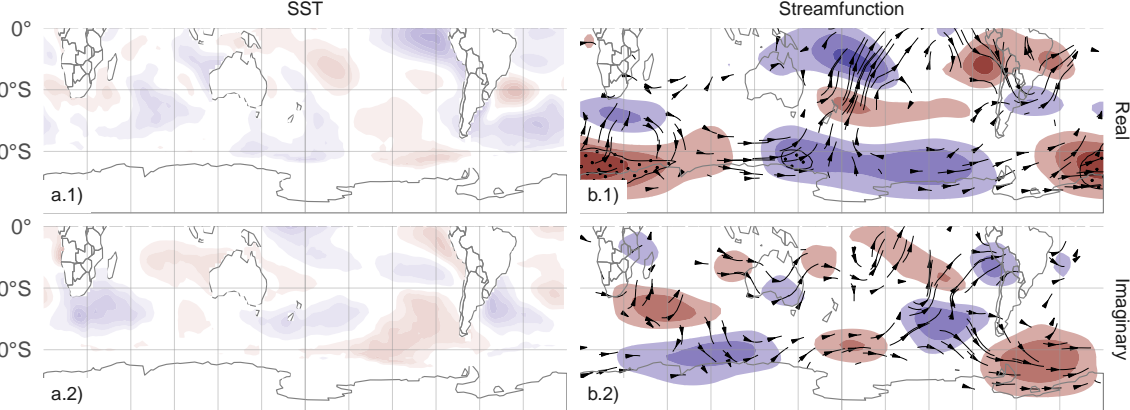 SST Streamfunction
0°
0°S
0°S
a.1) b.1) Real
0°
0°S
0°S
a.2) b.2) Imaginary